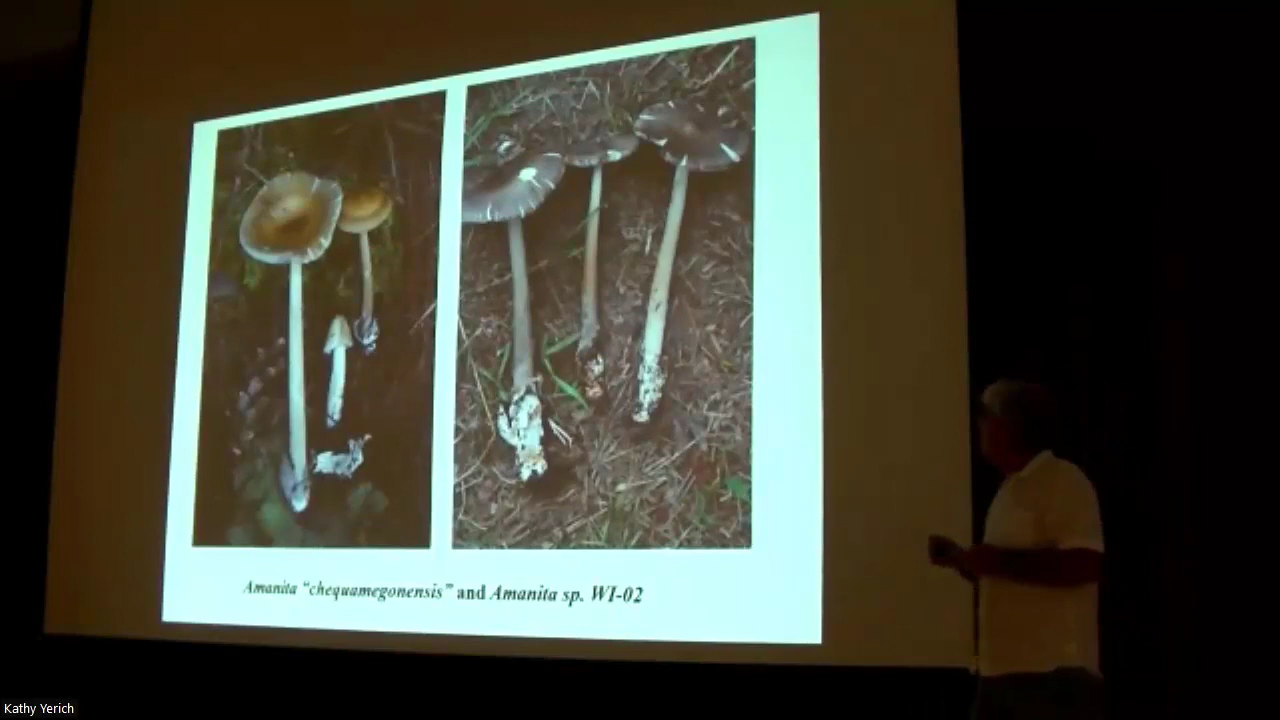 Amanita “chequamegonensis” and Amanita sp. WI-02
Kathy Yerich